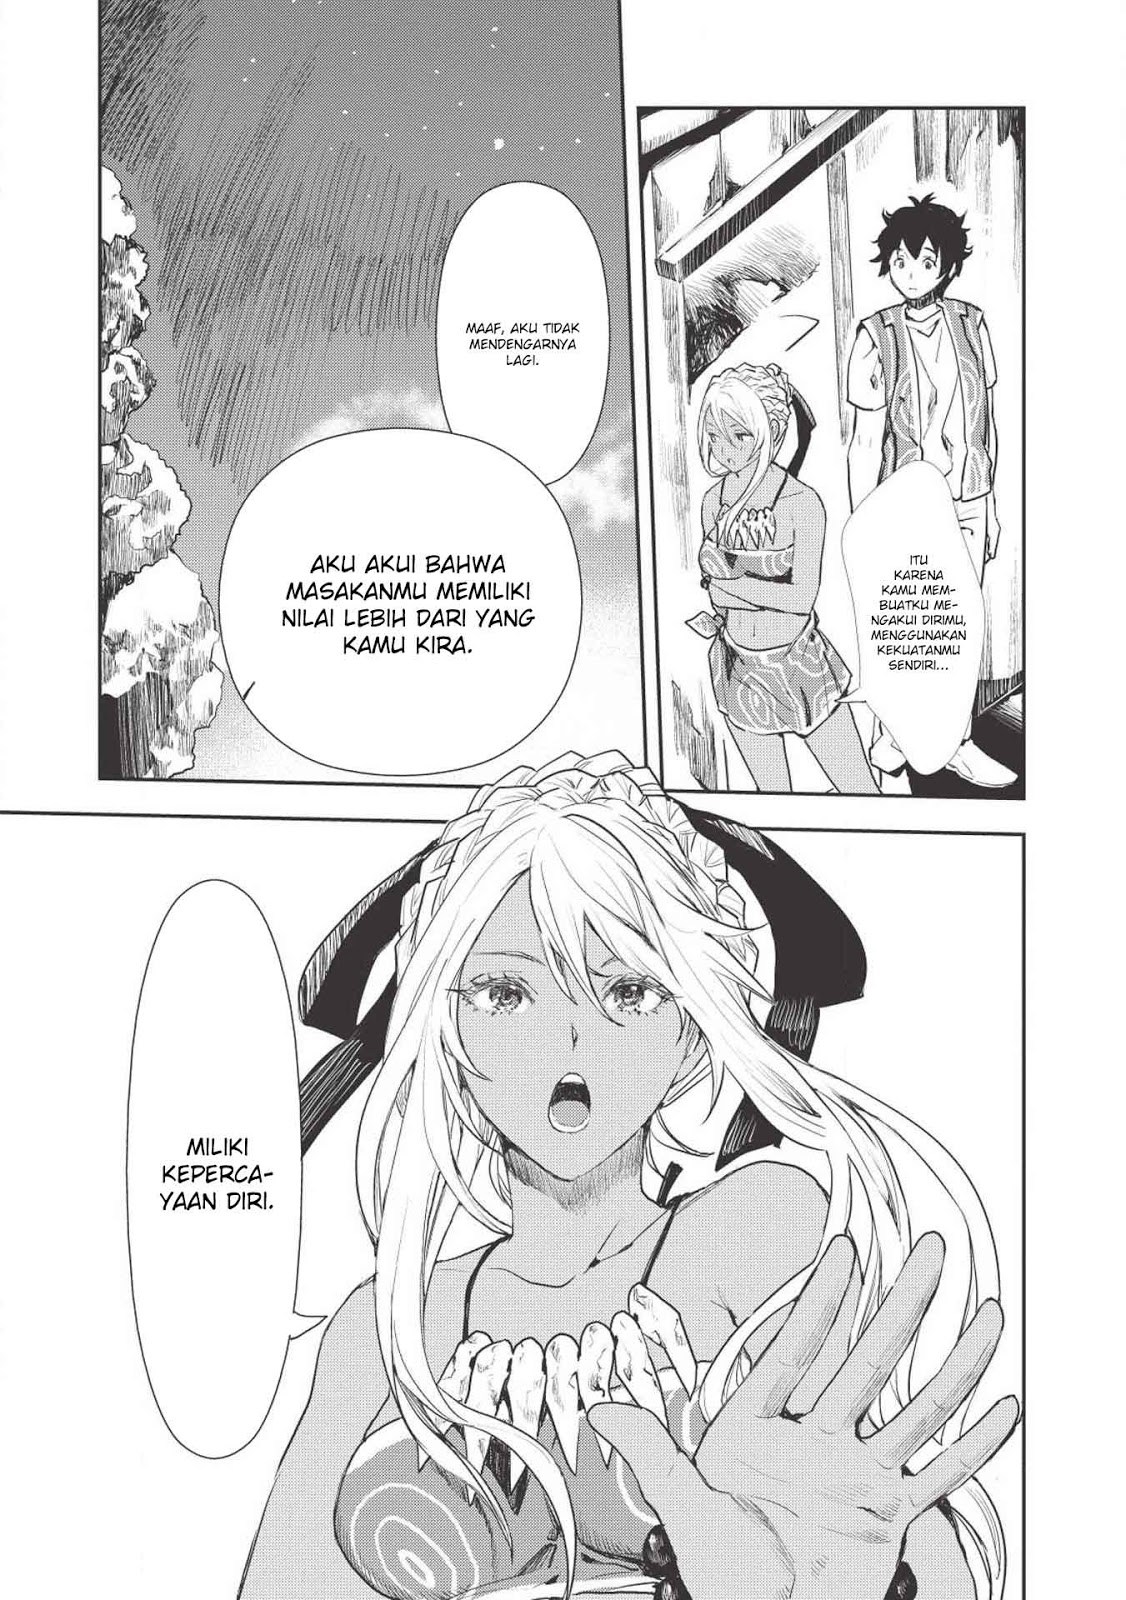 ITU
KARENA
KAMU MEM-
BUATKU ME-
NGAKUI DIRIMU,
MENGGUNAKAN
KEKUATANMU
SENDIRI...
MAAF, AKU TIDAK
MENDENGARNYA
LAGI.
AKU AKUI BAHWA
MASAKANMU MEMILIKI
NILAI LEBIH DARI YANG
KAMU KIRA.
MILIKI
KEPERCA-
YAAN DIRI.